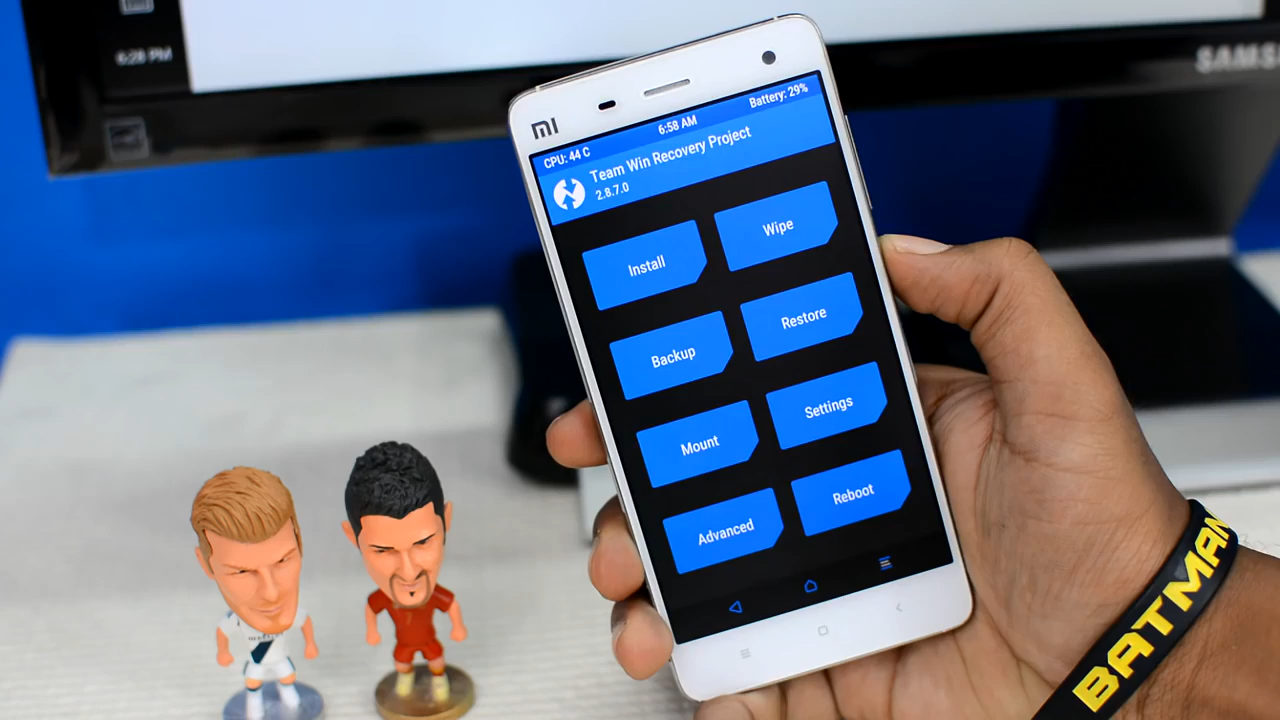 6:28 PM
SAMS
MI
CPU: 44 C
6:58 AM
Battery: 29%
Team Win Recovery Project
2.8.7.0
Install
Wipe
Backup
Restore
Mount
Settings
Advanced
Reboot
BATMAN